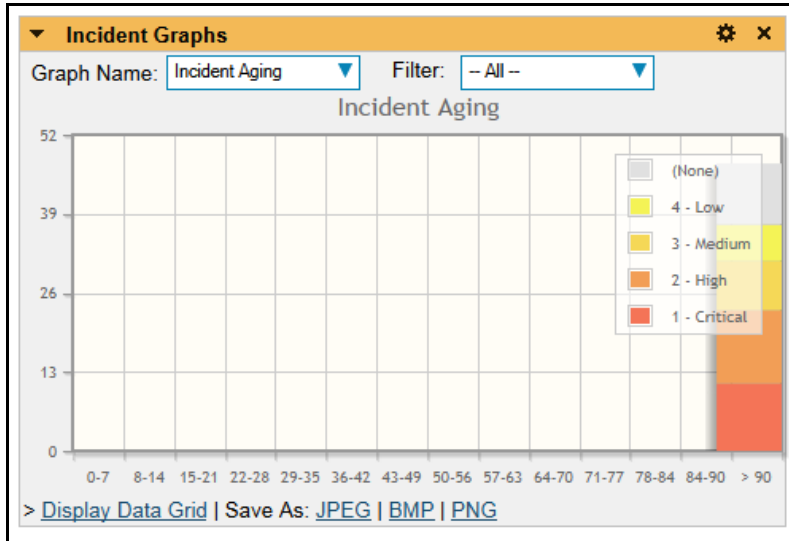 Incident Graphs
Graph Name: Incident Aging Filter: -- All --
Incident Aging
52
39
26
13
0
(None)
4 - Low
3 - Medium
2 - High
1 - Critical
0-7 8-14 15-21 22-28 29-35 36-42 43-49 50-56 57-63 64-70 71-77 78-84 84-90 > 90
> Display Data Grid | Save As: JPEG | BMP | PNG